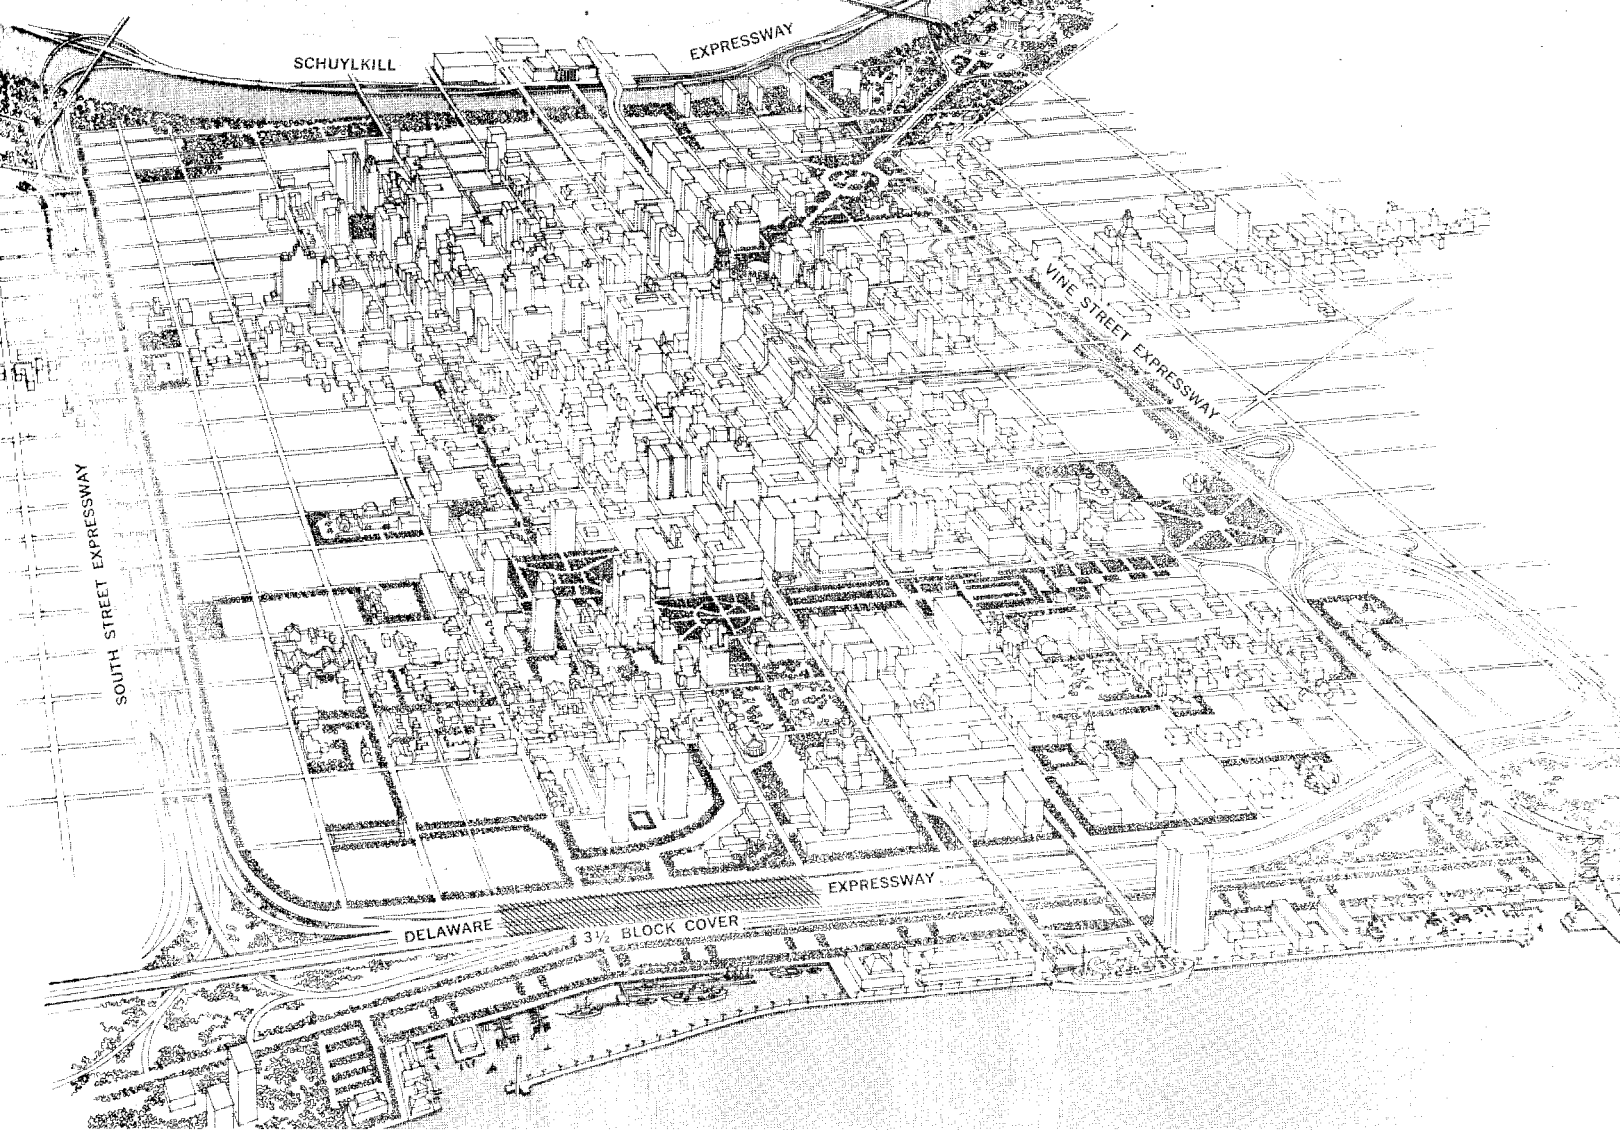 SCHUYLKILL EXPRESSWAY
VINE STREET EXPRESSWAY
SOUTH STREET EXPRESSWAY
DELAWARE EXPRESSWAY
3½ BLOCK COVER